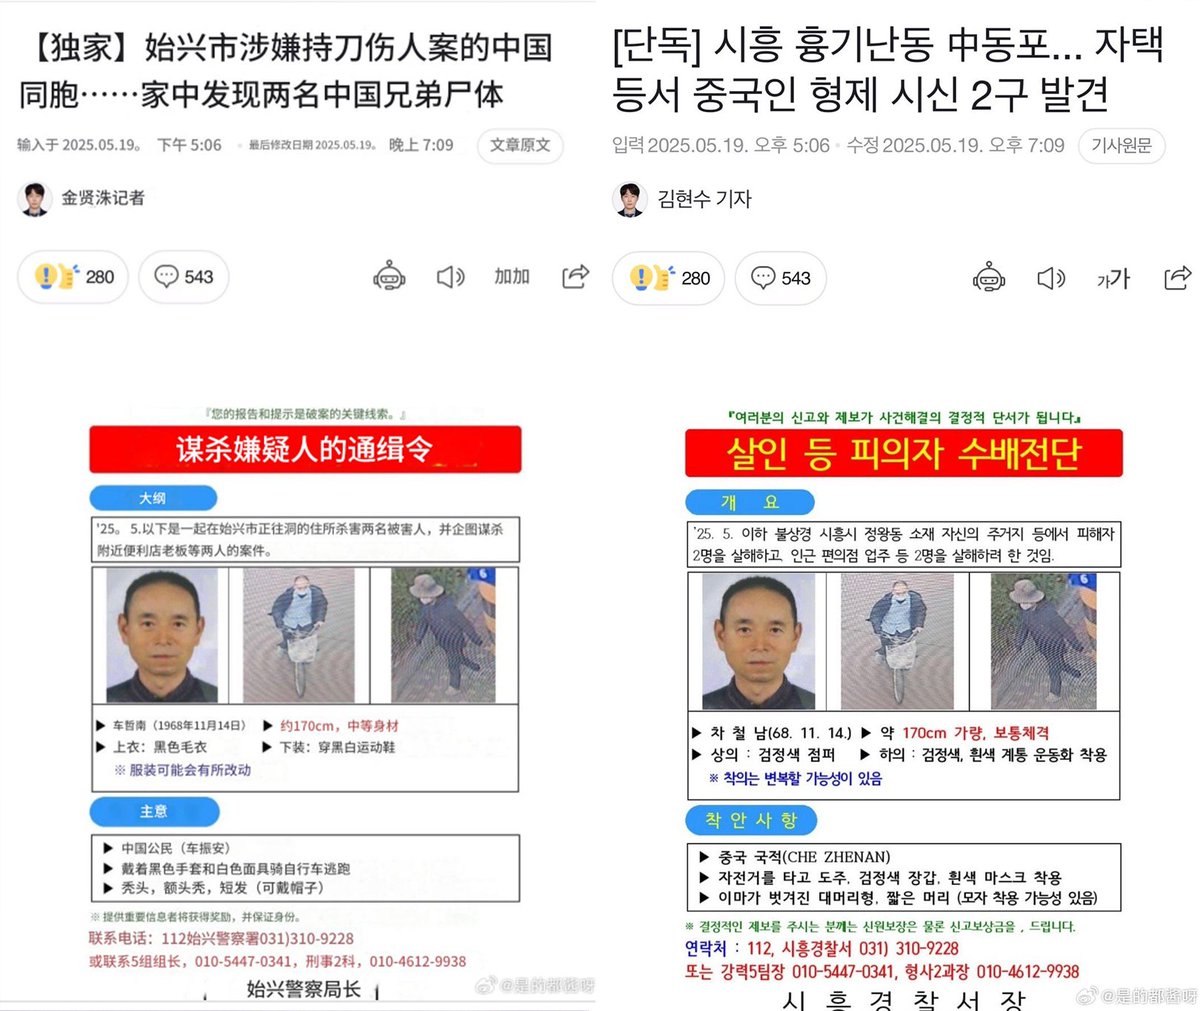 【独家】始兴市涉嫌持刀伤人案的中国
同胞……家中发现两名中国兄弟尸体
输入于 2025.05.19。 下午 5:06 最后修改日期 2025.05.19。 晚上 7:09 文章原文
金贤洙记者
280 543 加加
『您的报告和提示是破案的关键线索。』
谋杀嫌疑人的通缉令
大纲
'25。 5.以下是一起在始兴市正往洞的住所杀害两名被害人，并企图谋杀
附近便利店老板等两人的案件。
▶ 车哲南（1968年11月14日） ▶ 约170cm，中等身材
▶ 上衣：黑色毛衣 ▶ 下装：穿黑白运动鞋
※ 服装可能会有所改动
主意
▶ 中国公民（车振安）
▶ 戴着黑色手套和白色面具骑自行车逃跑
▶ 秃头，额头秃，短发（可戴帽子）
※ 提供重要信息者将获得奖励，并保证身份。
联系电话：112始兴警察署031)310-9228
或联系5组组长，010-5447-0341，刑事2科，010-4612-9938
始兴警察局长
@是的都酱呀
[단독] 시흥 흉기난동 中동포... 자택
등서 중국인 형제 시신 2구 발견
입력 2025.05.19. 오후 5:06 수정 2025.05.19. 오후 7:09 기사원문
김현수 기자
280 543 가가
『여러분의 신고와 제보가 사건해결의 결정적 단서가 됩니다』
살인 등 피의자 수배전단
개 요
'25. 5. 이하 불상경 시흥시 정왕동 소재 자신의 주거지 등에서 피해자
2명을 살해하고, 인근 편의점 업주 등 2명을 살해하려 한 것임.
▶ 차 철 남(68. 11. 14.) ▶ 약 170cm 가량, 보통체격
▶ 상의 : 검정색 점퍼 ▶ 하의 : 검정색, 흰색 계통 운동화 착용
※ 착의는 변복할 가능성이 있음
착 안 사 항
▶ 중국 국적(CHE ZHENAN)
▶ 자전거를 타고 도주, 검정색 장갑, 흰색 마스크 착용
▶ 이마가 벗겨진 대머리형, 짧은 머리 (모자 착용 가능성 있음)
※ 결정적인 제보를 주시는 분께는 신원보장은 물론 신고보상금을 , 드립니다.
연락처 : 112, 시흥경찰서 031) 310-9228
또는 강력5팀장 010-5447-0341, 형사2과장 010-4612-9938
시 흥 경 찰 서 장
@是的都酱呀